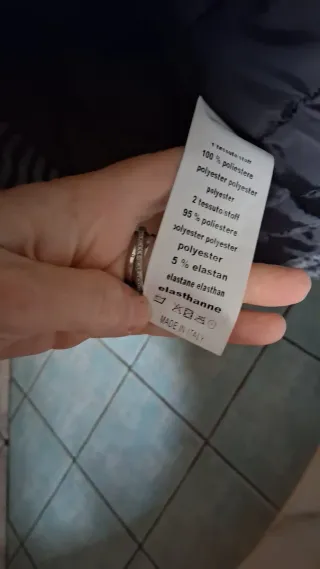 1 tessuto stoff
100 % poliestere
polyester polyester
polyester
2 tessuto stoff
95 % poliestere
polyester polyester
polyester
5 % elastan
elastane elasthan
elasthanne
MADE IN ITALY